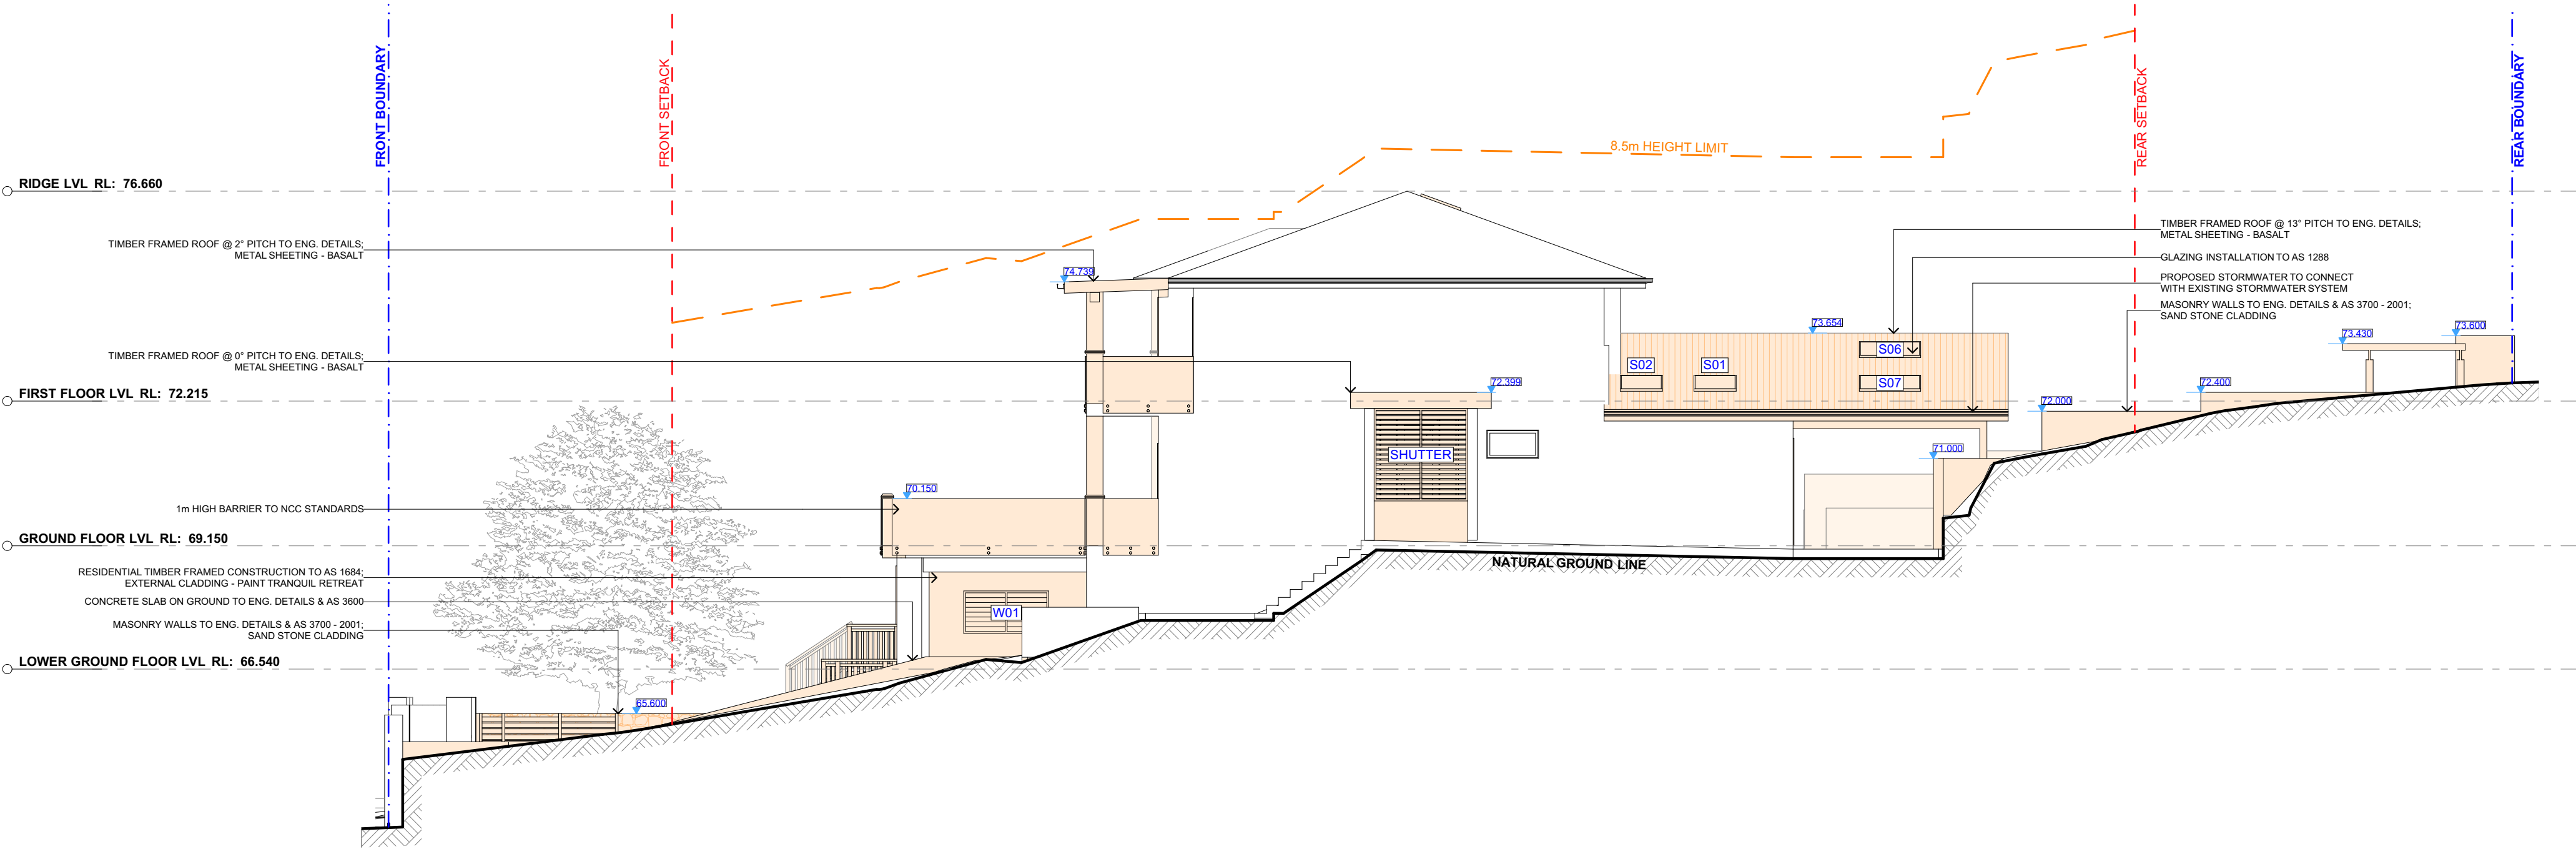 FRONT BOUNDARY
FRONT SETBACK
REAR SETBACK
REAR BOUNDARY
8.5m HEIGHT LIMIT
RIDGE LVL RL: 76.660
TIMBER FRAMED ROOF @ 2° PITCH TO ENG. DETAILS;
METAL SHEETING - BASALT
74.739
TIMBER FRAMED ROOF @ 13° PITCH TO ENG. DETAILS;
METAL SHEETING - BASALT
GLAZING INSTALLATION TO AS 1288
PROPOSED STORMWATER TO CONNECT
WITH EXISTING STORMWATER SYSTEM
MASONRY WALLS TO ENG. DETAILS & AS 3700 - 2001;
SAND STONE CLADDING
73.654
73.430
73.600
TIMBER FRAMED ROOF @ 0° PITCH TO ENG. DETAILS;
METAL SHEETING - BASALT
S02
S01
S06
S07
72.399
72.400
FIRST FLOOR LVL RL: 72.215
72.000
SHUTTER
71.000
70.150
1m HIGH BARRIER TO NCC STANDARDS
GROUND FLOOR LVL RL: 69.150
NATURAL GROUND LINE
RESIDENTIAL TIMBER FRAMED CONSTRUCTION TO AS 1684;
EXTERNAL CLADDING - PAINT TRANQUIL RETREAT
CONCRETE SLAB ON GROUND TO ENG. DETAILS & AS 3600
W01
MASONRY WALLS TO ENG. DETAILS & AS 3700 - 2001;
SAND STONE CLADDING
LOWER GROUND FLOOR LVL RL: 66.540
65.600